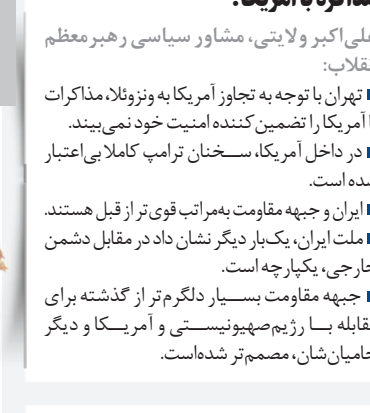 مذاکره با آمریکا.
علی‌اکبر ولایتی، مشاور سیاسی رهبر معظم
انقلاب:
تهران با توجه به تجاوز آمریکا به ونزوئلا، مذاکرات
با آمریکا را تضمین‌کننده امنیت خود نمی‌بیند.
در داخل آمریکا، سخنان ترامپ کاملا بی‌اعتبار
شده است.
ایران و جبهه مقاومت به‌مراتب قوی‌تر از قبل هستند.
ملت ایران، یک‌بار دیگر نشان داد در مقابل دشمن
خارجی، یکپارچه است.
جبهه مقاومت بسیار دلگرم‌تر از گذشته برای
مقابله با رژیم‌صهیونیستی و آمریکا و دیگر
حامیان‌شان، مصمم‌تر شده‌است.